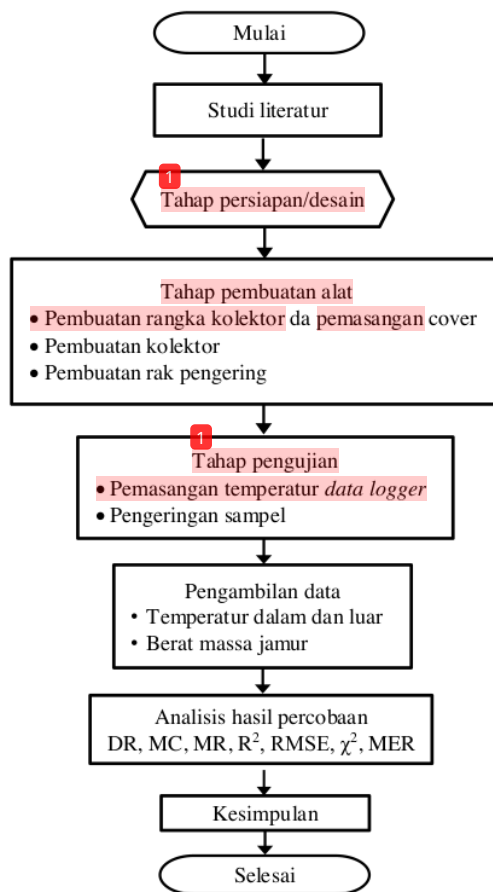 Mulai
Studi literatur
1
Tahap persiapan/desain
Tahap pembuatan alat
• Pembuatan rangka kolektor da pemasangan cover
• Pembuatan kolektor
• Pembuatan rak pengering
1
Tahap pengujian
• Pemasangan temperatur data logger
• Pengeringan sampel
Pengambilan data
• Temperatur dalam dan luar
• Berat massa jamur
Analisis hasil percobaan
DR, MC, MR, R², RMSE, χ², MER
Kesimpulan
Selesai